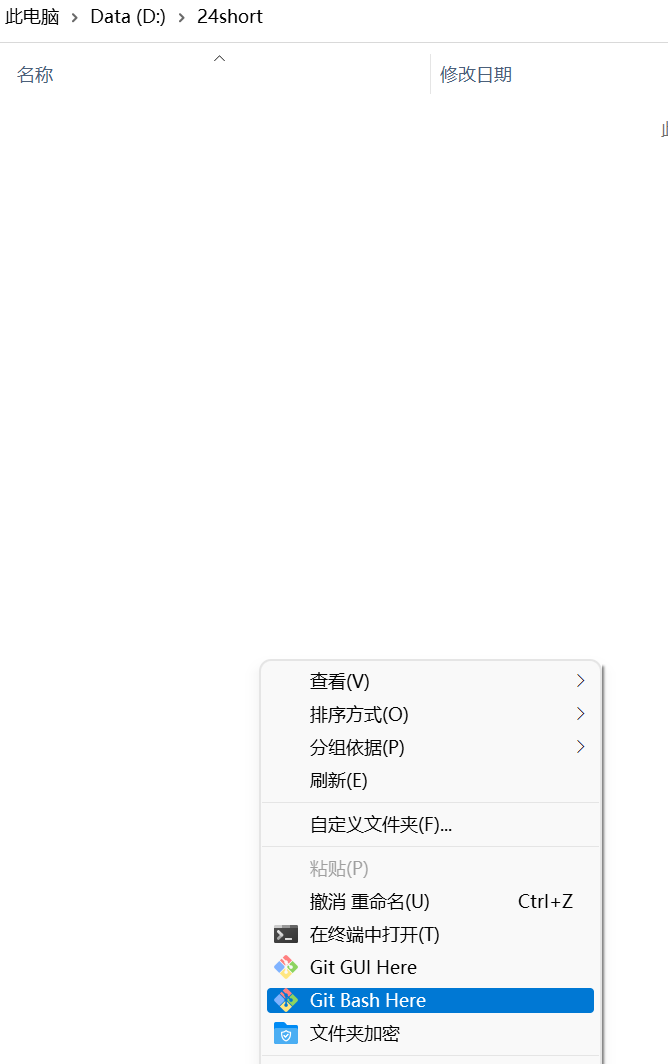 此电脑 > Data (D:) > 24short
名称 修改日期
查看(V)
排序方式(O)
分组依据(P)
刷新(E)
自定义文件夹(F)...
粘贴(P)
撤消 重命名(U) Ctrl+Z
在终端中打开(T)
Git GUI Here
Git Bash Here
文件夹加密